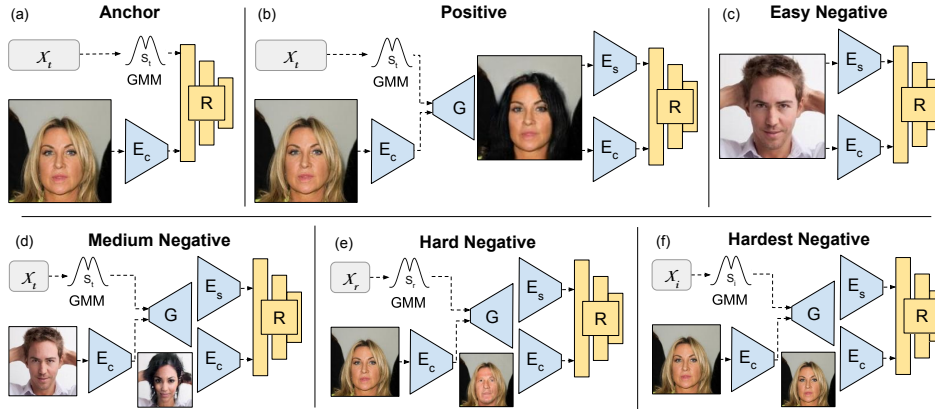 (a) Anchor
X_t
S_t
GMM
E_c
R
(b) Positive
X_t
S_t
GMM
E_c
G
E_s
E_c
R
(c) Easy Negative
E_s
E_c
R
(d) Medium Negative
X_t
S_t
GMM
E_c
G
E_s
E_c
R
(e) Hard Negative
X_r
S_r
GMM
E_c
G
E_s
E_c
R
(f) Hardest Negative
X_i
S_i
GMM
E_c
G
E_s
E_c
R